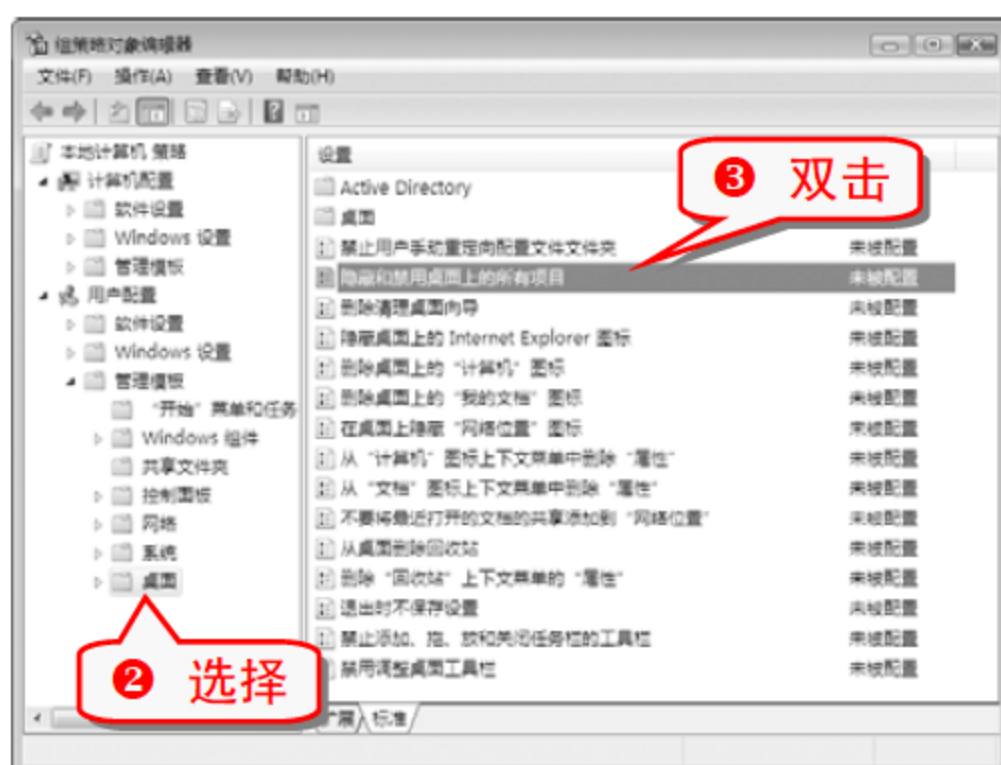 组策略对象编辑器
文件(F) 操作(A) 查看(V) 帮助(H)
本地计算机 策略
计算机配置
软件设置
Windows 设置
管理模板
用户配置
软件设置
Windows 设置
管理模板
“开始”菜单和任务
Windows 组件
共享文件夹
控制面板
网络
系统
桌面
❷ 选择
设置
❸ 双击
Active Directory
桌面
禁止用户手动重定向配置文件文件夹 未被配置
隐藏和禁用桌面上的所有项目 未被配置
删除清理桌面向导 未被配置
隐藏桌面上的 Internet Explorer 图标 未被配置
删除桌面上的“计算机”图标 未被配置
删除桌面上的“我的文档”图标 未被配置
在桌面上隐藏“网络位置”图标 未被配置
从“计算机”图标上下文菜单中删除“属性” 未被配置
从“文档”图标上下文菜单中删除“属性” 未被配置
不要将最近打开的文档的共享添加到“网络位置” 未被配置
从桌面删除回收站 未被配置
删除“回收站”上下文菜单的“属性” 未被配置
退出时不保存设置 未被配置
禁止添加、拖、放和关闭任务栏的工具栏 未被配置
禁用调整桌面工具栏 未被配置
扩展 标准